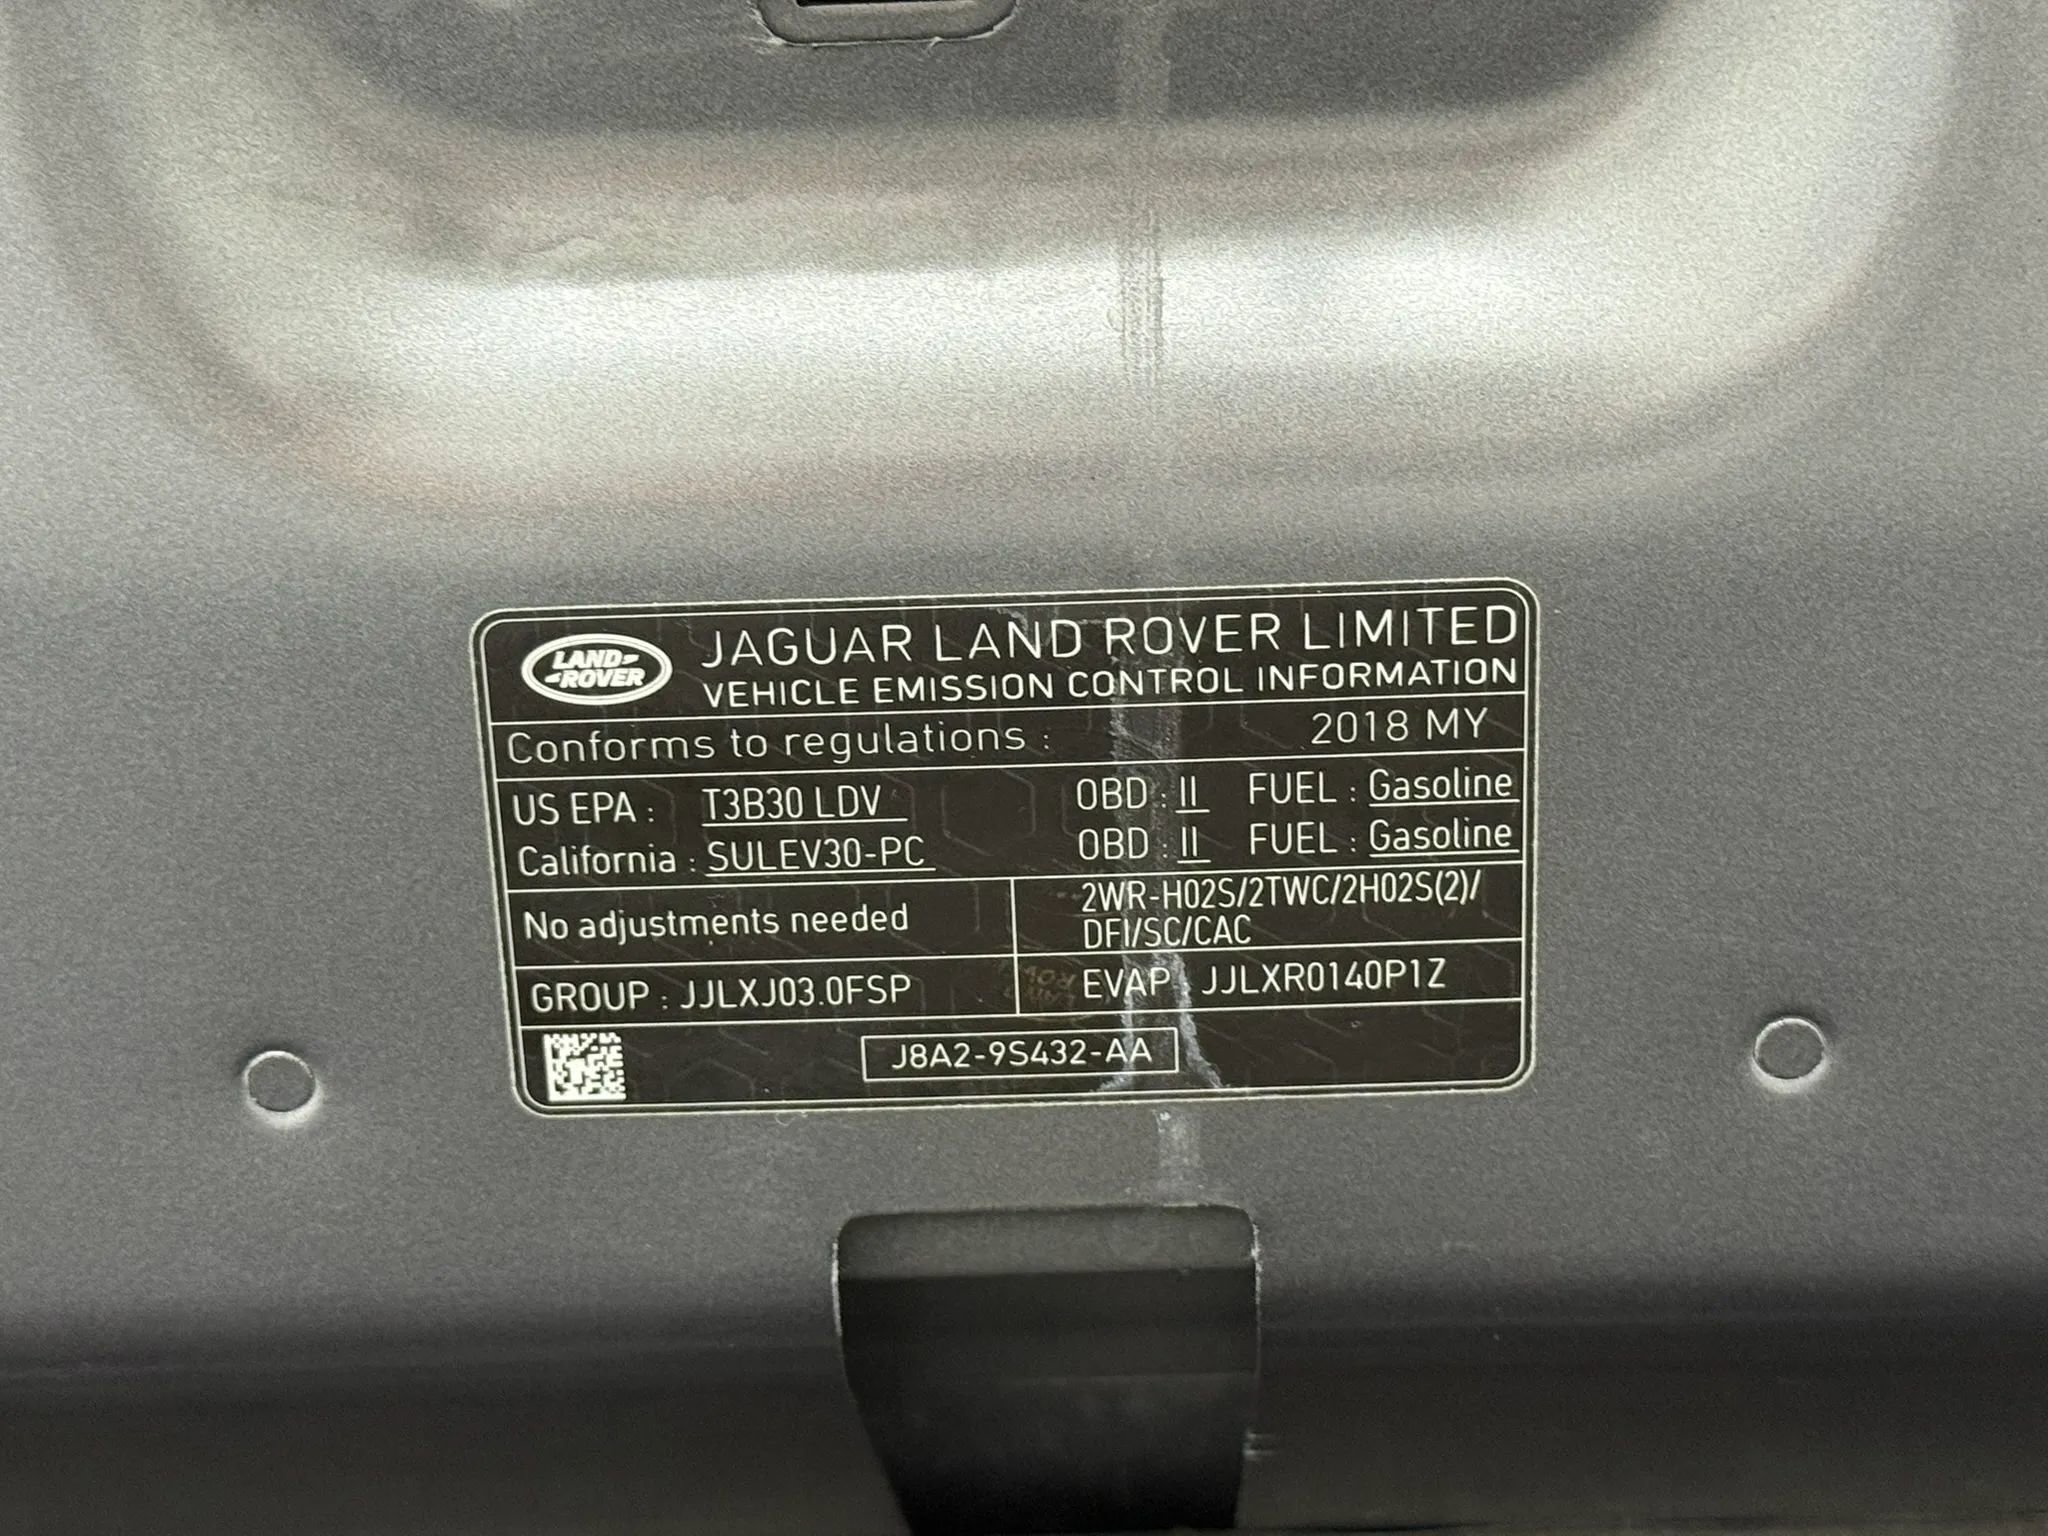 LAND-
-ROVER
JAGUAR LAND ROVER LIMITED
VEHICLE EMISSION CONTROL INFORMATION
Conforms to regulations : 2018 MY
US EPA : T3B30 LDV OBD : II FUEL : Gasoline
California : SULEV30-PC OBD : II FUEL : Gasoline
No adjustments needed
2WR-HO2S/2TWC/2HO2S(2)/
DFI/SC/CAC
GROUP : JJLXJ03.0FSP
EVAP JJLXR0140P1Z
J8A2-9S432-AA